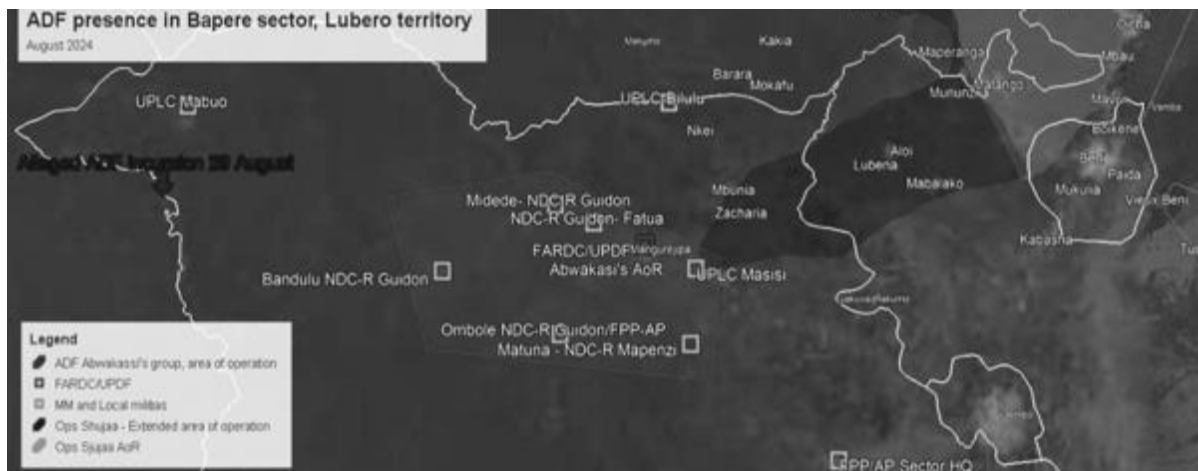 ADF presence in Bapere sector, Lubero territory
August 2024
Kakia
Maperanga
Mbau
Barara
Mokafu
Matango
Mununzka
UPLC Mabuo
UPLC Bilulu
Nkei
Boikene
Alleged ADF Incursion 28 August
Aloi
Lubena
Mabalako
Paida
Mukulia
Vieux Beni
Midede- NDC-R Guidon
Mbunia
Zacharia
NDC-R Guidon- Fatua
Kabasha
FARDC/UPDF
Manguredjipa
Abwakasi's AoR
UPLC Masisi
Bandulu NDC-R Guidon
Ombole NDC-R Guidon/FPP-AP
Matuna - NDC-R Mapenzi
Legend
ADF Abwakassi's group, area of operation
FARDC/UPDF
MM and Local militias
Ops Shujaa - Extended area of operation
Ops Sjujaa AoR
FPP/AP Sector HQ